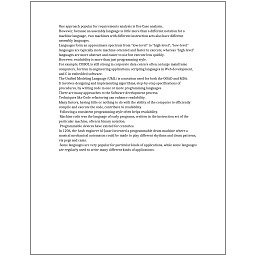 One approach popular for requirements analysis is Use Case analysis.
However, because an assembly language is little more than a different notation for a
machine language, two machines with different instruction sets also have different
assembly languages.
Languages form an approximate spectrum from "low-level" to "high-level"; "low-level"
languages are typically more machine-oriented and faster to execute, whereas "high-level"
languages are more abstract and easier to use but execute less quickly.
However, readability is more than just programming style.
For example, COBOL is still strong in corporate data centers often on large mainframe
computers, Fortran in engineering applications, scripting languages in Web development,
and C in embedded software.
The Unified Modeling Language (UML) is a notation used for both the OOAD and MDA.
It involves designing and implementing algorithms, step-by-step specifications of
procedures, by writing code in one or more programming languages.
There are many approaches to the Software development process.
Techniques like Code refactoring can enhance readability.
Many factors, having little or nothing to do with the ability of the computer to efficiently
compile and execute the code, contribute to readability.
Following a consistent programming style often helps readability.
Machine code was the language of early programs, written in the instruction set of the
particular machine, often in binary notation.
Programmable devices have existed for centuries.
In 1206, the Arab engineer Al-Jazari invented a programmable drum machine where a
musical mechanical automaton could be made to play different rhythms and drum patterns,
via pegs and cams.
Some languages are very popular for particular kinds of applications, while some languages
are regularly used to write many different kinds of applications.